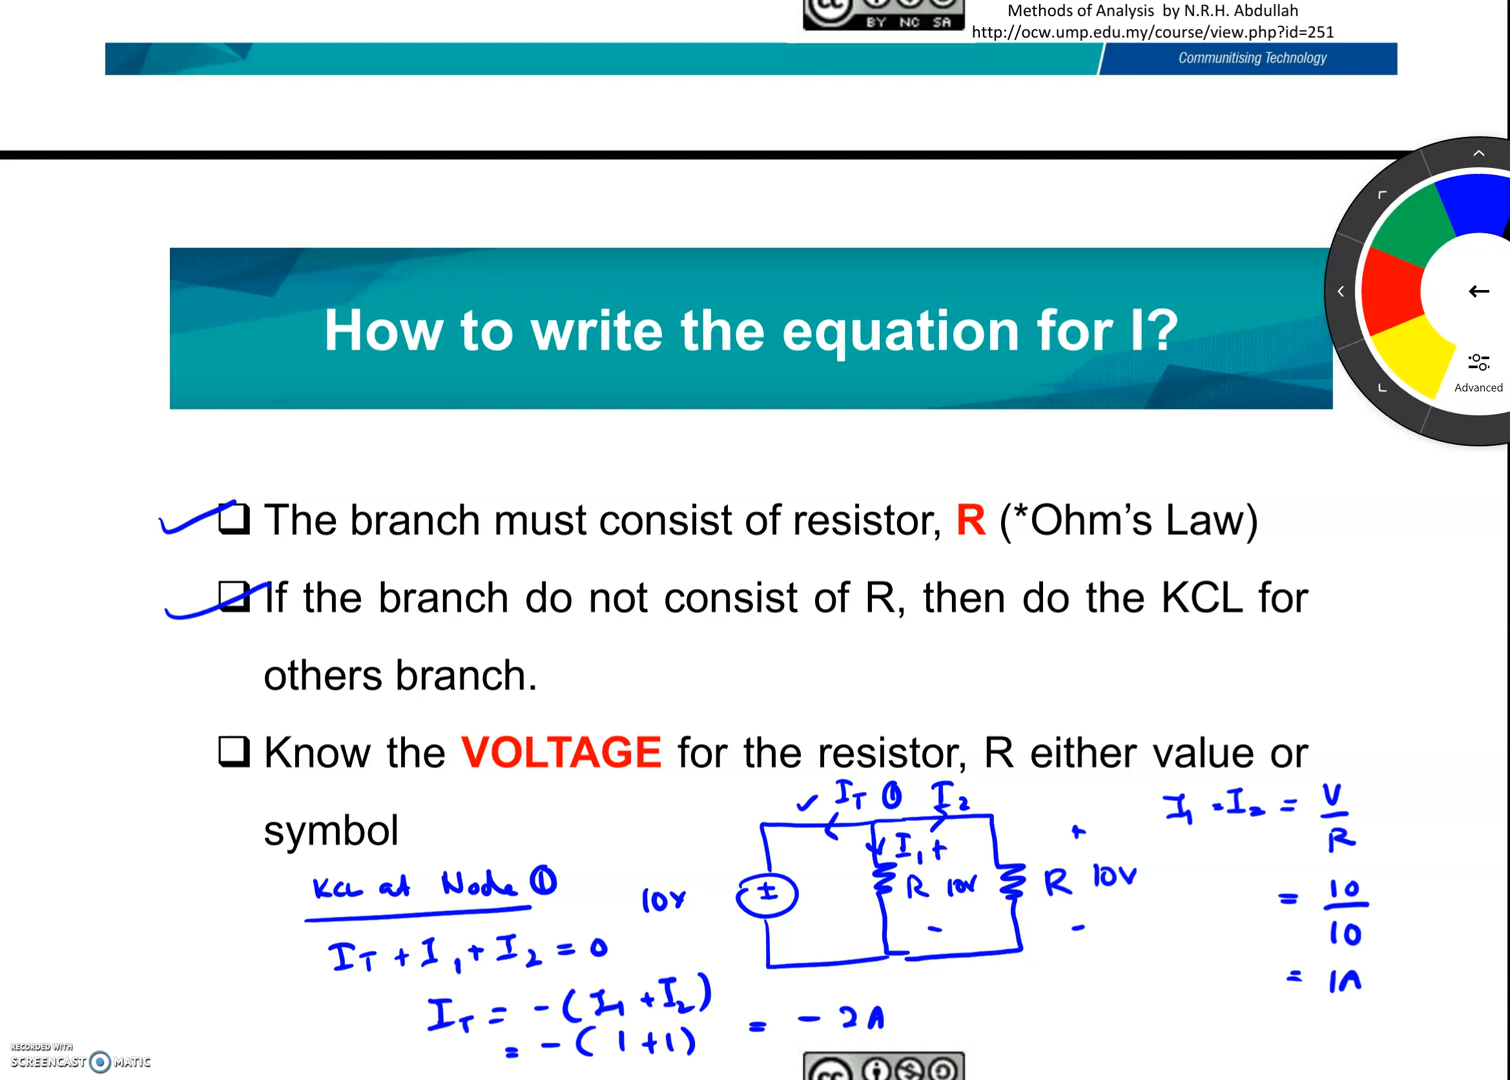 BY NC SA
Methods of Analysis by N.R.H. Abdullah
http://ocw.ump.edu.my/course/view.php?id=251
Communitising Technology
How to write the equation for I?
Advanced
The branch must consist of resistor, R (*Ohm’s Law)
If the branch do not consist of R, then do the KCL for
others branch.
Know the VOLTAGE for the resistor, R either value or
symbol
KCL at Node ①
I_T + I_1 + I_2 = 0
I_T = -(I_1 + I_2)
= -(1+1) = -2A
I_T ① I_2
I_1 +
10V ± R 10V R 10V
+
-
-
I_1 = I_2 = V/R
= 10/10
= 1A
RECORDED WITH
SCREENCAST MATIC
cc